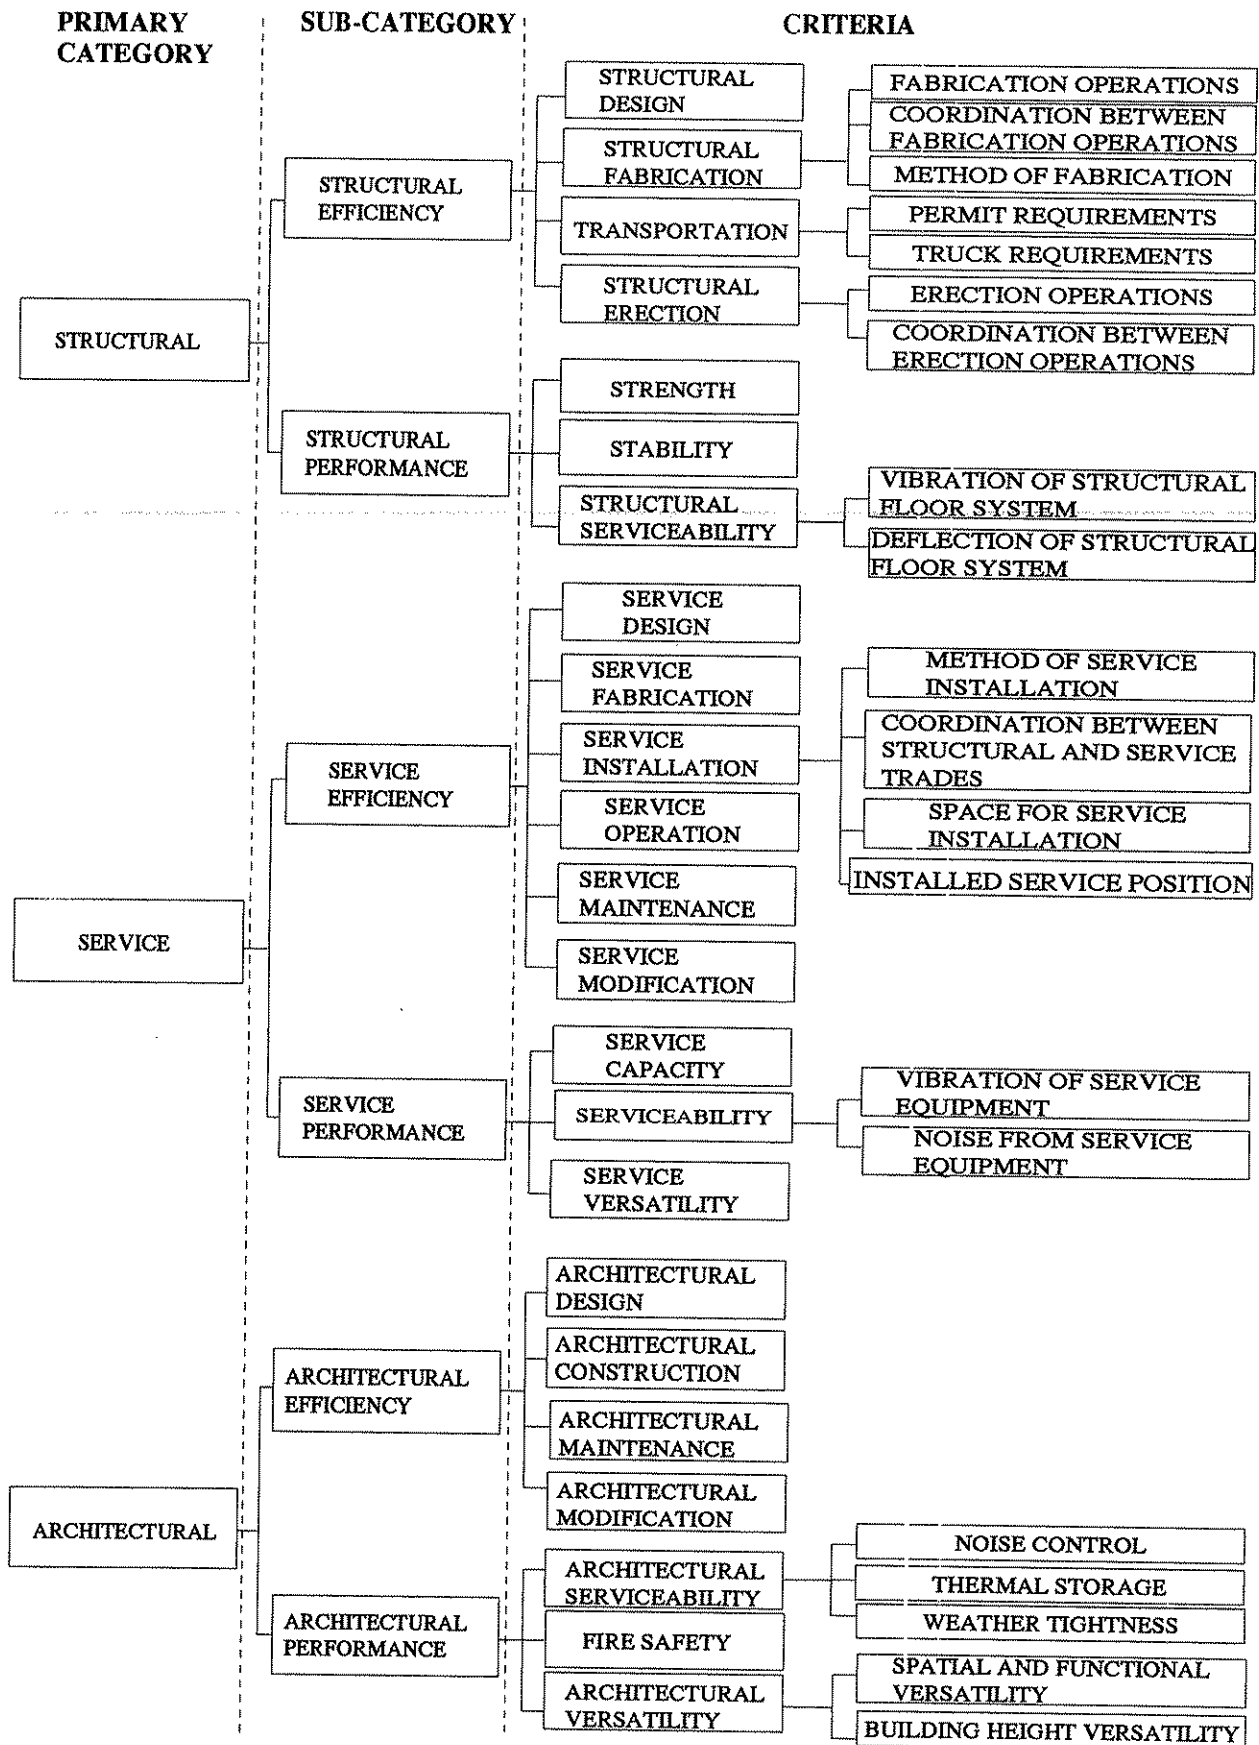 PRIMARY
CATEGORY
SUB-CATEGORY
CRITERIA
STRUCTURAL
STRUCTURAL
EFFICIENCY
STRUCTURAL
DESIGN
STRUCTURAL
FABRICATION
FABRICATION OPERATIONS
COORDINATION BETWEEN
FABRICATION OPERATIONS
METHOD OF FABRICATION
TRANSPORTATION
PERMIT REQUIREMENTS
TRUCK REQUIREMENTS
STRUCTURAL
ERECTION
ERECTION OPERATIONS
COORDINATION BETWEEN
ERECTION OPERATIONS
STRUCTURAL
PERFORMANCE
STRENGTH
STABILITY
STRUCTURAL
SERVICEABILITY
VIBRATION OF STRUCTURAL
FLOOR SYSTEM
DEFLECTION OF STRUCTURAL
FLOOR SYSTEM
SERVICE
SERVICE
EFFICIENCY
SERVICE
DESIGN
SERVICE
FABRICATION
SERVICE
INSTALLATION
METHOD OF SERVICE
INSTALLATION
COORDINATION BETWEEN
STRUCTURAL AND SERVICE
TRADES
SPACE FOR SERVICE
INSTALLATION
INSTALLED SERVICE POSITION
SERVICE
OPERATION
SERVICE
MAINTENANCE
SERVICE
MODIFICATION
SERVICE
PERFORMANCE
SERVICE
CAPACITY
SERVICEABILITY
VIBRATION OF SERVICE
EQUIPMENT
NOISE FROM SERVICE
EQUIPMENT
SERVICE
VERSATILITY
ARCHITECTURAL
ARCHITECTURAL
EFFICIENCY
ARCHITECTURAL
DESIGN
ARCHITECTURAL
CONSTRUCTION
ARCHITECTURAL
MAINTENANCE
ARCHITECTURAL
MODIFICATION
ARCHITECTURAL
PERFORMANCE
ARCHITECTURAL
SERVICEABILITY
NOISE CONTROL
THERMAL STORAGE
WEATHER TIGHTNESS
FIRE SAFETY
ARCHITECTURAL
VERSATILITY
SPATIAL AND FUNCTIONAL
VERSATILITY
BUILDING HEIGHT VERSATILITY